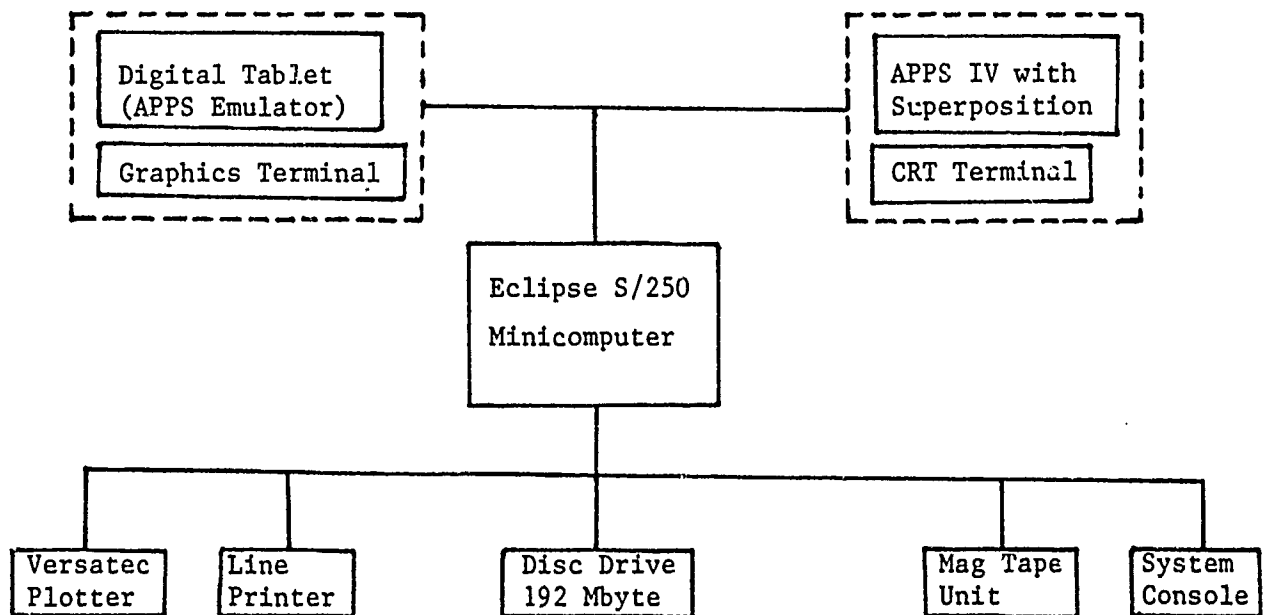 Digital Tablet
(APPS Emulator)
Graphics Terminal
APPS IV with
Superposition
CRT Terminal
Eclipse S/250
Minicomputer
Versatec
Plotter
Line
Printer
Disc Drive
192 Mbyte
Mag Tape
Unit
System
Console